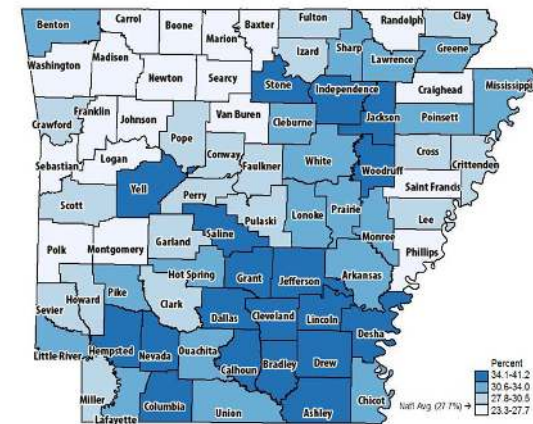 Benton
Carrol
Boone
Marion
Baxter
Fulton
Randolph
Clay
Izard
Sharp
Lawrence
Greene
Washington
Madison
Newton
Searcy
Stone
Independence
Jackson
Craighead
Mississippi
Crawford
Franklin
Johnson
Pope
Van Buren
Cleburne
Poinsett
Sebastian
Logan
Conway
Faulkner
White
Woodruff
Cross
Crittenden
Yell
Scott
Perry
Saint Francis
Pulaski
Lonoke
Prairie
Lee
Saline
Monroe
Polk
Montgomery
Garland
Phillips
Hot Spring
Grant
Jefferson
Arkansas
Sevier
Howard
Pike
Clark
Dallas
Cleveland
Lincoln
Desha
Little River
Hempsted
Nevada
Ouachita
Calhoun
Bradley
Drew
Miller
Lafayette
Columbia
Union
Ashley
Chicot
Percent
34.1-41.2
30.6-34.0
27.8-30.5
Nat'l Avg. (27.7%) → 23.3-27.7